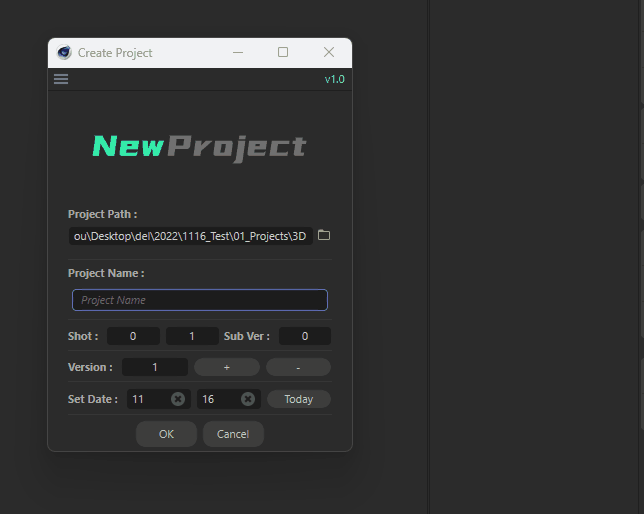 Create Project
v1.0
NewProject
Project Path :
ou\Desktop\del\2022\1116_Test\01_Projects\3D
Project Name :
Project Name
Shot : 0 1 Sub Ver : 0
Version : 1 + -
Set Date : 11 16 Today
OK Cancel